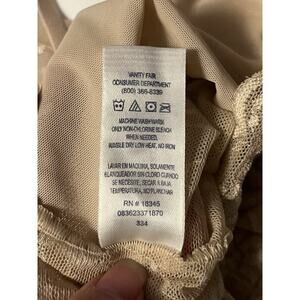 VANITY FAIR
CONSUMER DEPARTMENT
(800) 366-8339
MACHINE WASH WARM
ONLY NON-CHLORINE BLEACH
WHEN NEEDED.
TUMBLE DRY LOW HEAT, NO IRON
LAVAR EN MAQUINA, SOLAMENTE
BLANQUEADOR SIN CLORO CUANDO
SE NECESITE, SECAR A BAJA
TEMPERATURA, NO PLANCHAR
RN # 18345
083623371870
334